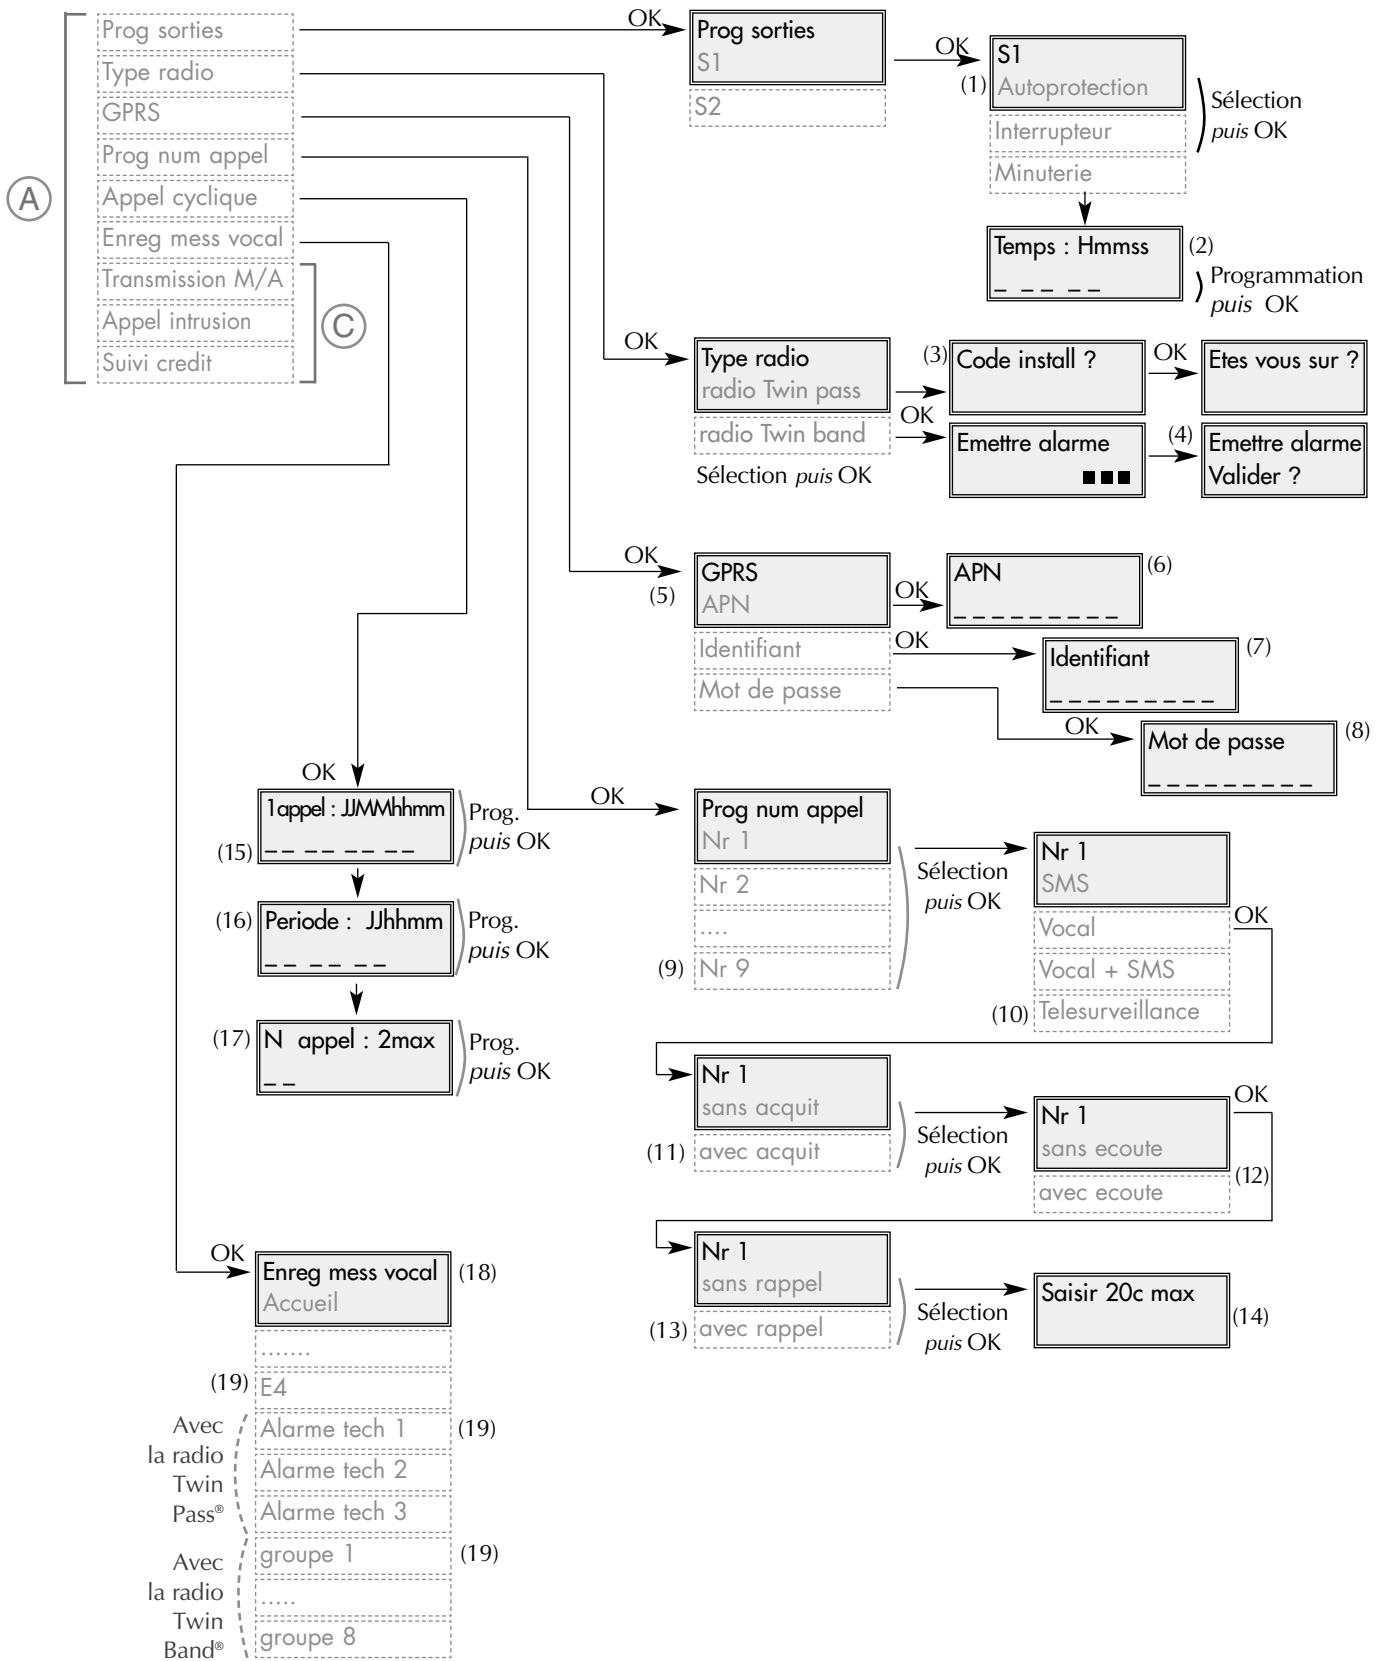 A
Prog sorties
Type radio
GPRS
Prog num appel
Appel cyclique
Enreg mess vocal
Transmission M/A
Appel intrusion
Suivi credit
C
OK
Prog sorties
S1
S2
OK
(1)
S1
Autoprotection
Interrupteur
Minuterie
Sélection
puis OK
Temps : Hmmss
_ _ _ _ _
(2)
Programmation
puis OK
OK
Type radio
radio Twin pass
radio Twin band
Sélection puis OK
(3)
Code install ?
OK
Etes vous sur ?
OK
Emettre alarme
■■■
(4)
Emettre alarme
Valider ?
OK
(5)
GPRS
APN
Identifiant
Mot de passe
OK
APN
_ _ _ _ _ _ _ _ _
(6)
OK
Identifiant
_ _ _ _ _ _ _ _ _
(7)
OK
Mot de passe
_ _ _ _ _ _ _ _ _
(8)
OK
1appel : JJMMhhmm
_ _ _ _ _ _ _ _
(15)
Prog.
puis OK
(16)
Periode : JJhhmm
_ _ _ _ _ _
Prog.
puis OK
(17)
N appel : 2max
_ _
Prog.
puis OK
OK
Prog num appel
Nr 1
Nr 2
....
(9)
Nr 9
Sélection
puis OK
Nr 1
SMS
Vocal
Vocal + SMS
(10)
Telesurveillance
OK
Nr 1
sans acquit
(11)
avec acquit
Sélection
puis OK
Nr 1
sans ecoute
avec ecoute
(12)
OK
Nr 1
sans rappel
(13)
avec rappel
Sélection
puis OK
Saisir 20c max
(14)
OK
Enreg mess vocal
Accueil
(18)
.......
(19)
E4
Alarme tech 1
(19)
Alarme tech 2
Alarme tech 3
Avec
la radio
Twin
Pass®
groupe 1
(19)
.....
groupe 8
Avec
la radio
Twin
Band®